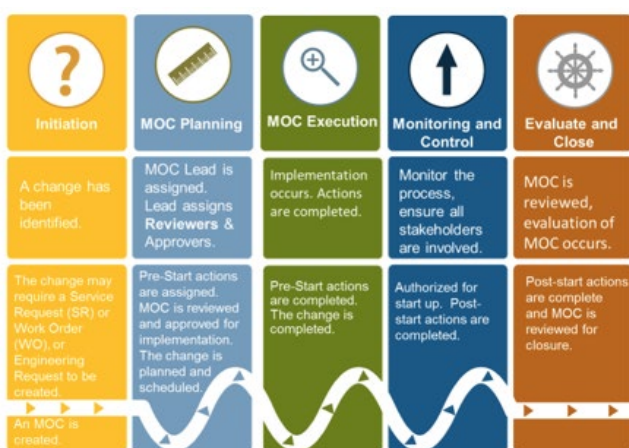 ?
Initiation
MOC Planning
MOC Execution
Monitoring and
Control
Evaluate and
Close
A change has
been
identified.
MOC Lead is
assigned.
Lead assigns
Reviewers &
Approvers.
Implementation
occurs. Actions
are completed.
Monitor the
process,
ensure all
stakeholders
are involved.
MOC is
reviewed,
evaluation of
MOC occurs.
The change may
require a Service
Request (SR) or
Work Order
(WO), or
Engineering
Request to be
created.
An MOC is
created.
Pre-Start actions
are assigned.
MOC is reviewed
and approved for
implementation.
The change is
planned and
scheduled.
Pre-Start actions
are completed.
The change is
completed.
Authorized for
start up. Post-
start actions are
completed.
Post-start actions
are complete
and MOC is
reviewed for
closure.